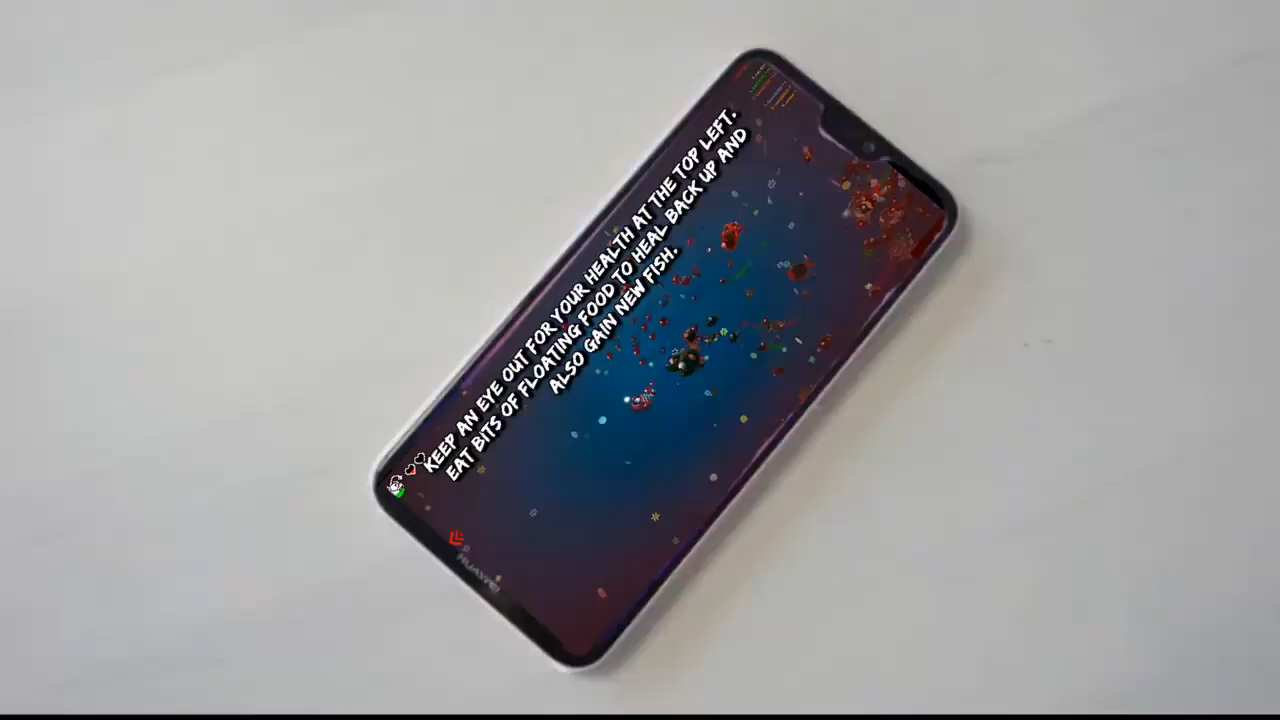 KEEP AN EYE OUT FOR YOUR HEALTH AT THE TOP LEFT.
EAT BITS OF FLOATING FOOD TO HEAL BACK UP AND
ALSO GAIN NEW FISH.
HUAWEI